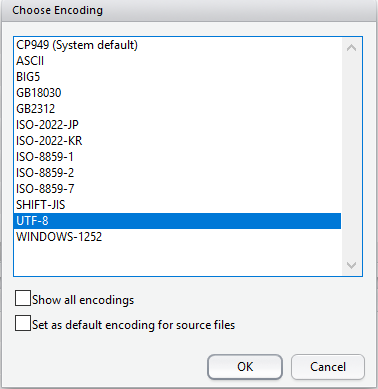 Choose Encoding
CP949 (System default)
ASCII
BIG5
GB18030
GB2312
ISO-2022-JP
ISO-2022-KR
ISO-8859-1
ISO-8859-2
ISO-8859-7
SHIFT-JIS
UTF-8
WINDOWS-1252
Show all encodings
Set as default encoding for source files
OK Cancel